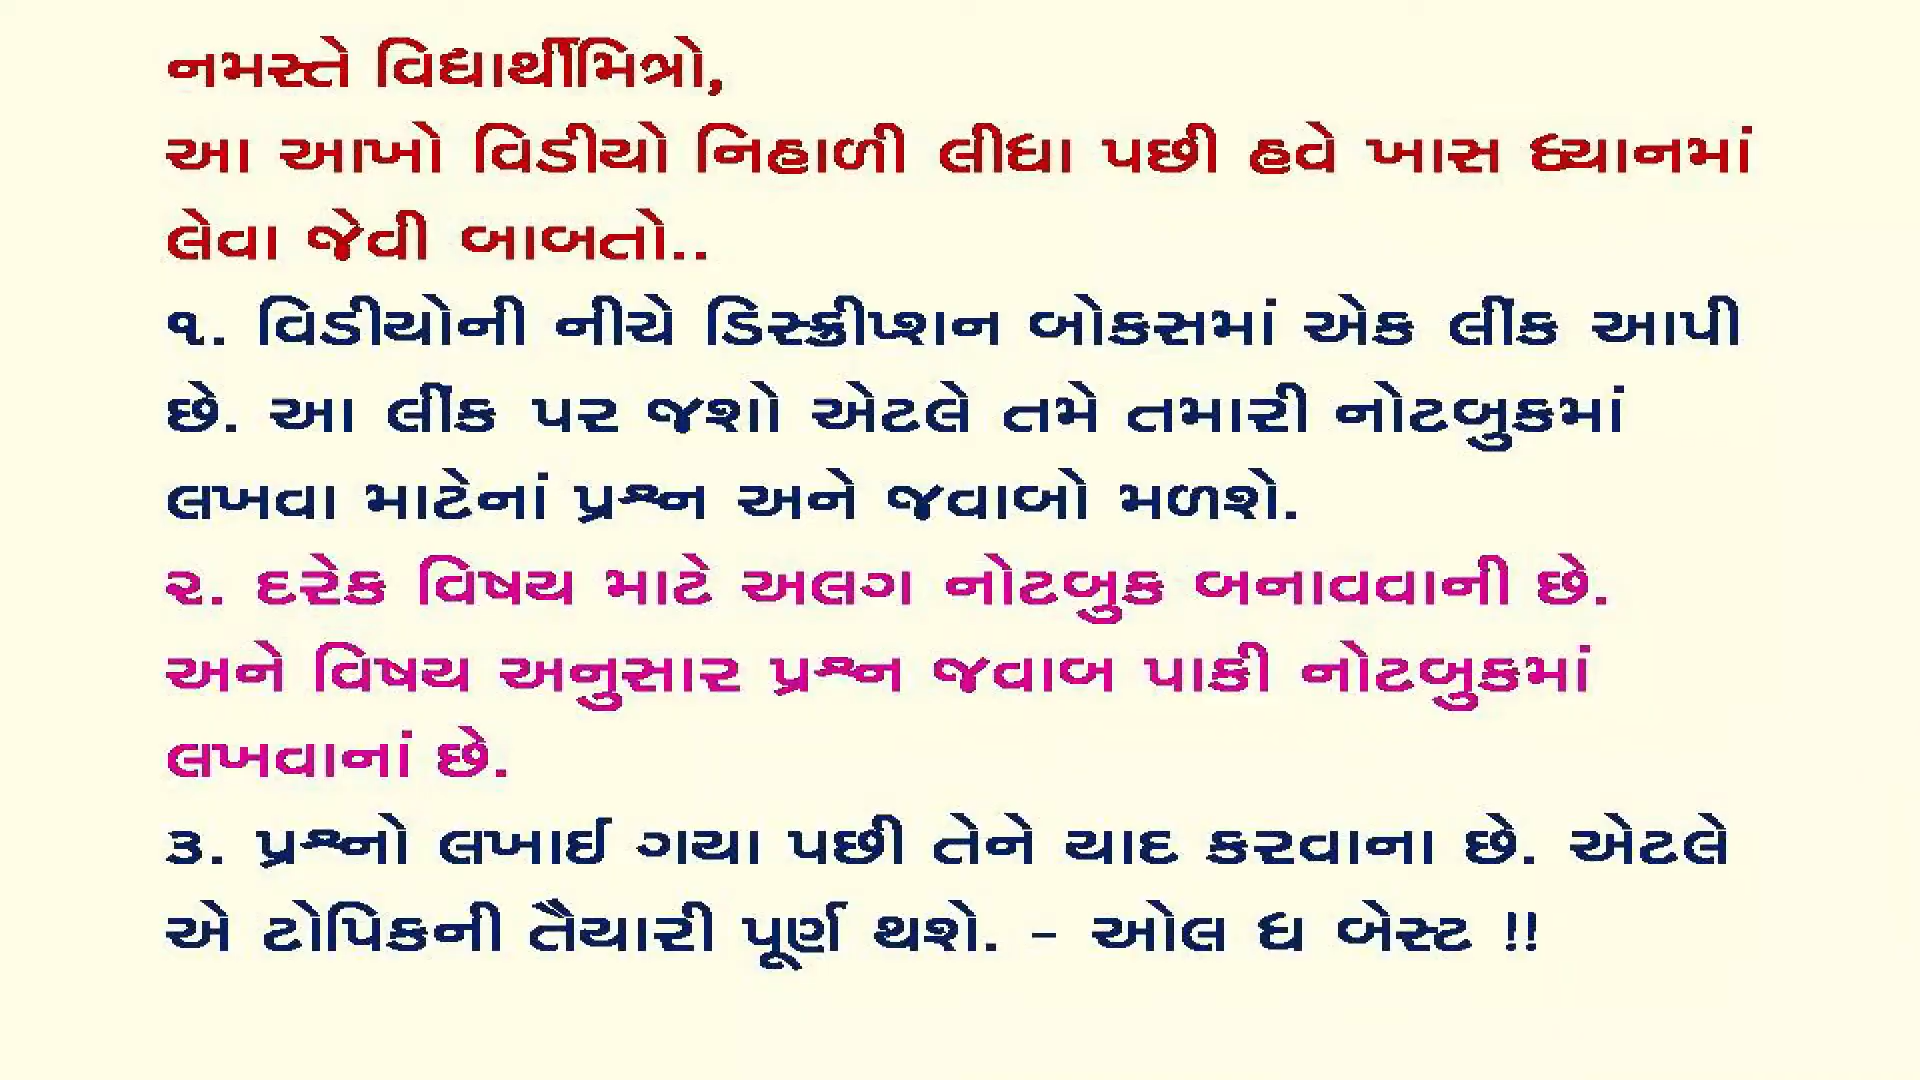 નમસ્તે વિદ્યાર્થીમિત્રો,
આ આખો વિડીયો નિહાળી લીધા પછી હવે ખાસ ધ્યાનમાં
લેવા જેવી બાબતો..
૧. વિડીયોની નીચે ડિસ્ક્રીપ્શન બોકસમાં એક લીંક આપી
છે. આ લીંક પર જશો એટલે તમે તમારી નોટબુકમાં
લખવા માટેનાં પ્રશ્ન અને જવાબો મળશે.
૨. દરેક વિષય માટે અલગ નોટબુક બનાવવાની છે.
અને વિષય અનુસાર પ્રશ્ન જવાબ પાકી નોટબુકમાં
લખવાનાં છે.
૩. પ્રશ્નો લખાઈ ગયા પછી તેને યાદ કરવાના છે. એટલે
એ ટોપિકની તૈયારી પૂર્ણ થશે. - ઓલ ધ બેસ્ટ !!